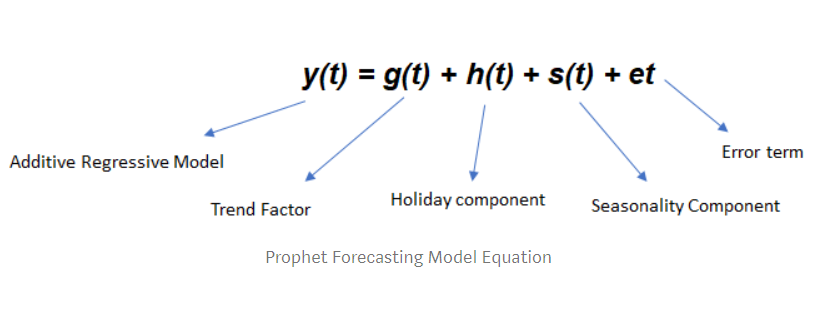 y(t) = g(t) + h(t) + s(t) + et
Additive Regressive Model
Trend Factor
Holiday component
Seasonality Component
Error term
Prophet Forecasting Model Equation